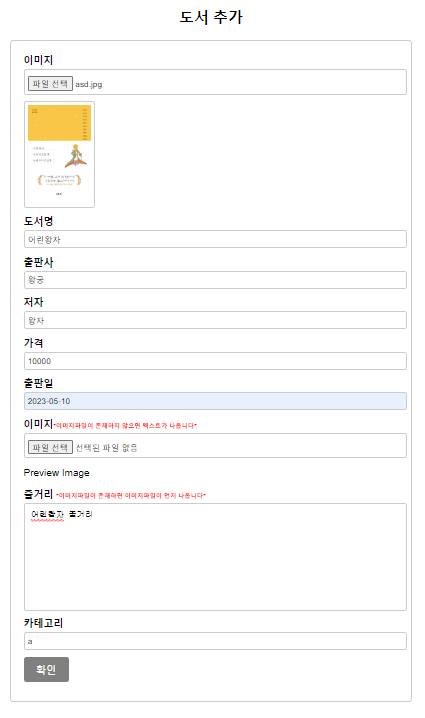 도서 추가
이미지
파일 선택 asd.jpg
도서명
어린왕자
출판사
왕궁
저자
왕자
가격
10000
출판일
2023-05-10
이미지*이미지파일이 존재하지 않으면 텍스트가 나옵니다*
파일 선택 선택된 파일 없음
Preview Image
줄거리 *이미지파일이 존재하면 이미지파일이 먼저 나옵니다*
어린왕자 줄거리
카테고리
a
확인